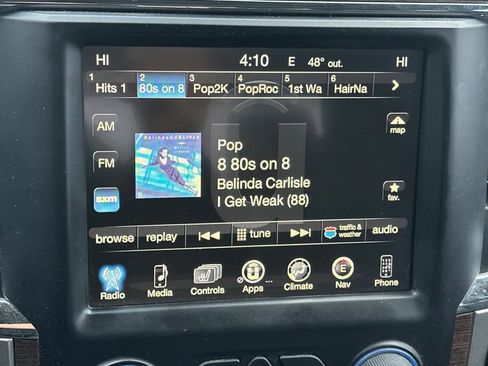 HI 4:10 E 48° out. HI
1 Hits 1 2 80s on 8 3 Pop2K 4 PopRoc 5 1st Wa 6 HairNa
AM
FM
sxm
Belinda CARLISLE
Pop
8 80s on 8
Belinda Carlisle
I Get Weak (88)
map
fav.
browse replay tune traffic & weather audio
Radio Media Controls Apps ... Climate E Nav Phone